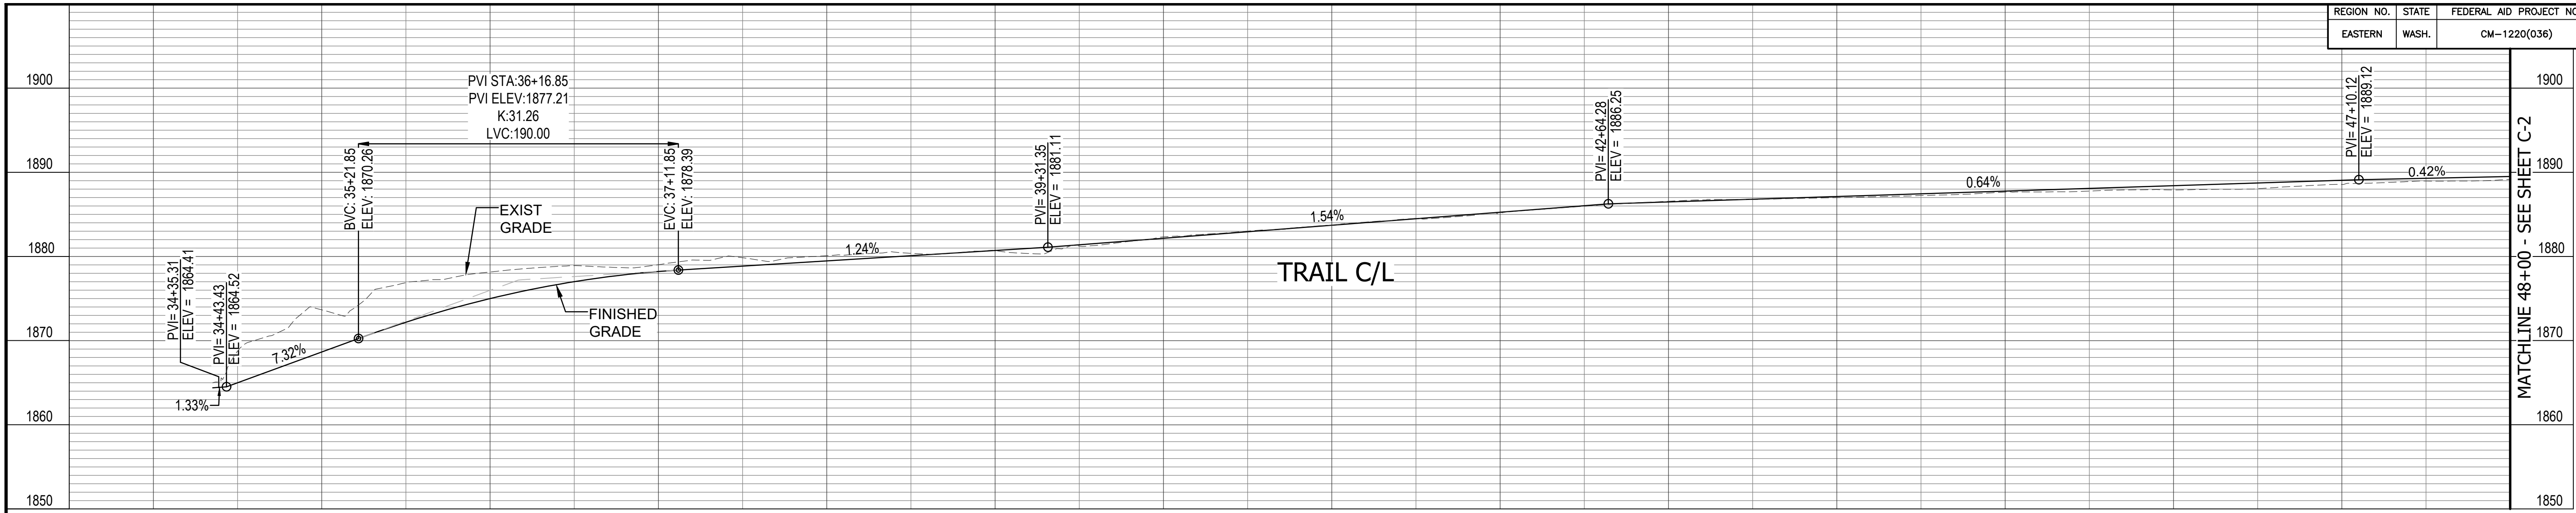 REGION NO. STATE FEDERAL AID PROJECT NO
EASTERN WASH. CM-1220(036)
1900
1890
1880
1870
1860
1850
PVI= 34+35.31
ELEV = 1864.41
PVI= 34+43.43
ELEV = 1864.52
1.33%
7.32%
BVC: 35+21.85
ELEV: 1870.26
PVI STA:36+16.85
PVI ELEV:1877.21
K:31.26
LVC:190.00
EXIST
GRADE
FINISHED
GRADE
EVC: 37+11.85
ELEV: 1878.39
1.24%
PVI= 39+31.35
ELEV = 1881.11
TRAIL C/L
1.54%
PVI= 42+64.28
ELEV = 1886.25
0.64%
PVI= 47+10.12
ELEV = 1889.12
0.42%
MATCHLINE 48+00 - SEE SHEET C-2
1900
1890
1880
1870
1860
1850